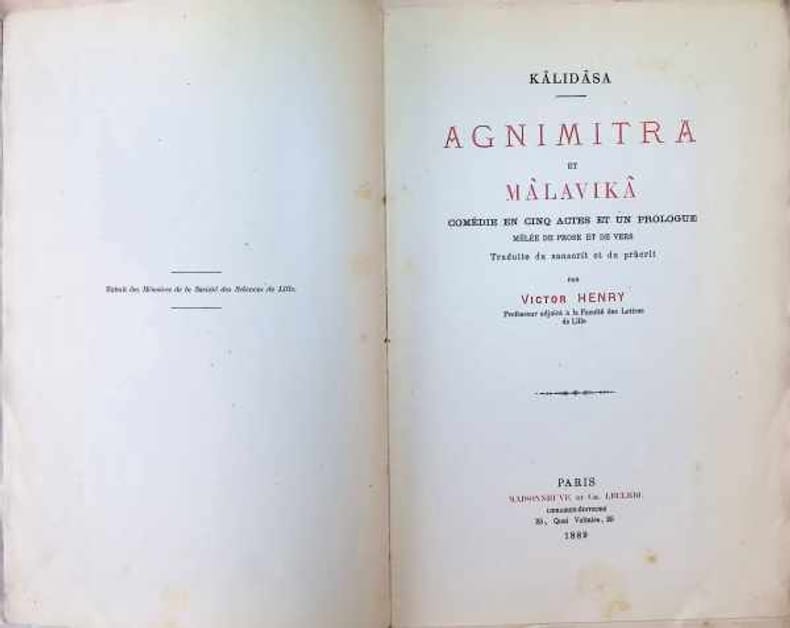 Extrait des Mémoires de la Société des Sciences de Lille.
KÂLIDÂSA
AGNIMITRA
ET
MÂLAVIKÂ
COMÉDIE EN CINQ ACTES ET UN PROLOGUE
MÊLÉE DE PROSE ET DE VERS
Traduite du sanscrit et du prâcrit
PAR
VICTOR HENRY
Professeur adjoint à la Faculté des Lettres
de Lille
PARIS
MAISONNEUVE ET CH. LECLERC
LIBRAIRES-ÉDITEURS
25, Quai Voltaire, 25
1889